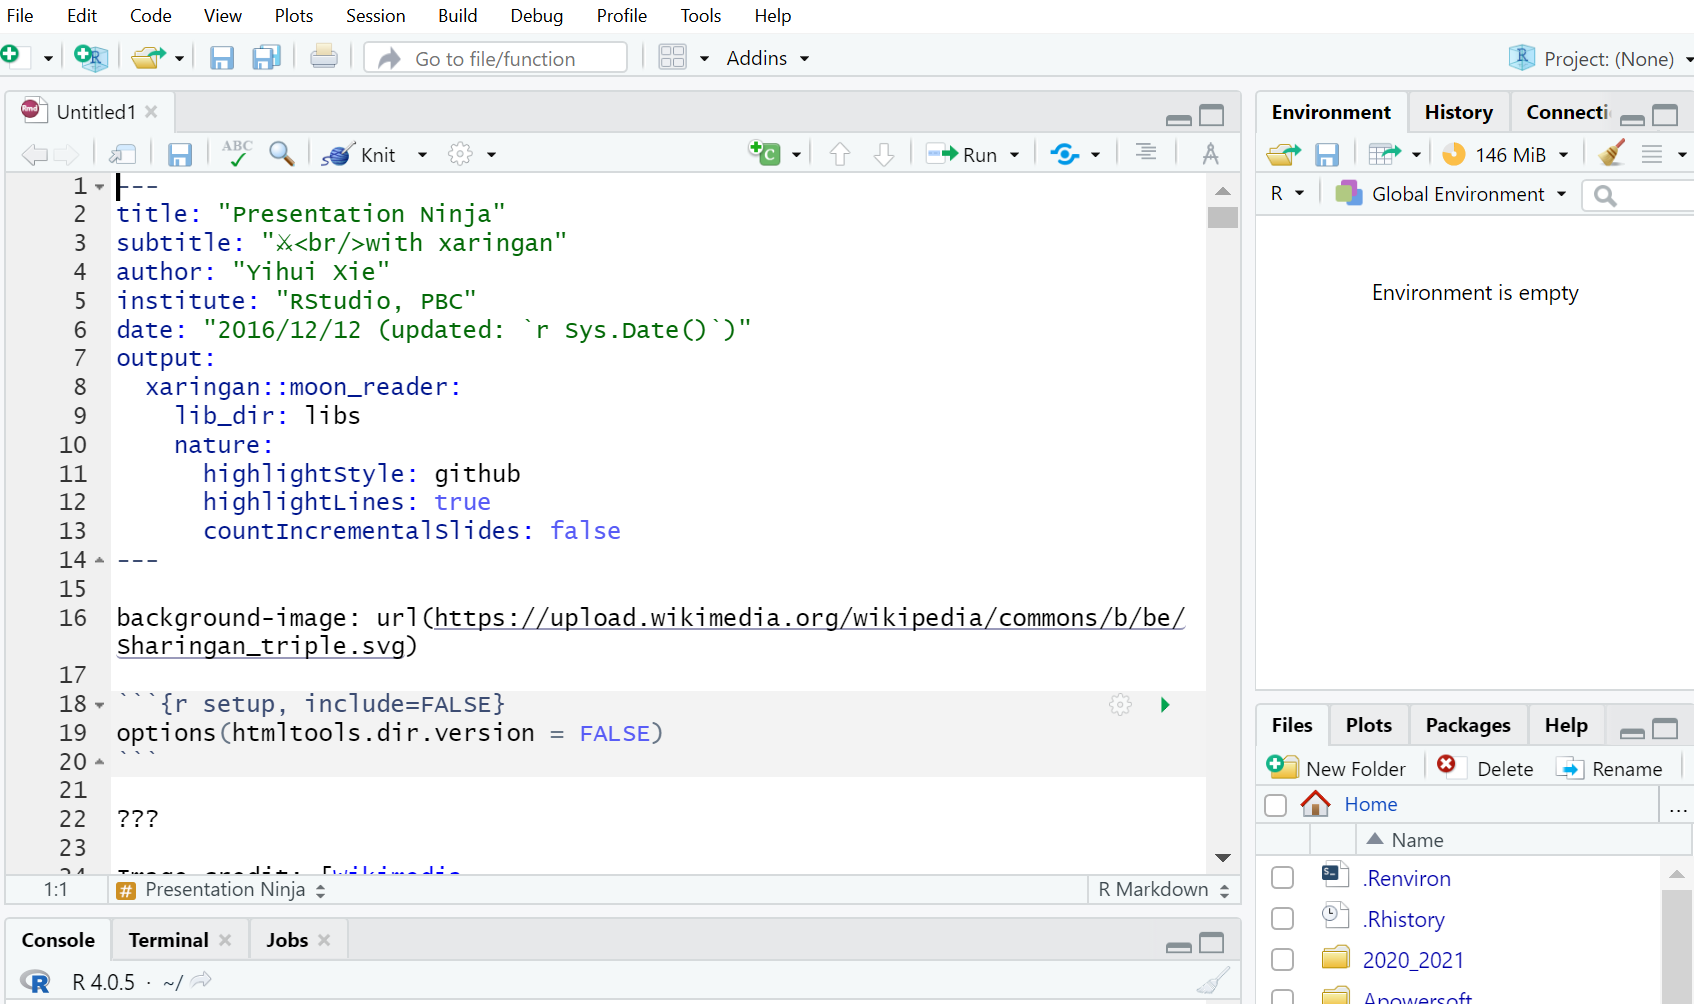 File Edit Code View Plots Session Build Debug Profile Tools Help
Go to file/function Addins Project: (None)
Untitled1
ABC Knit Run
1 ---
2 title: "Presentation Ninja"
3 subtitle: "⚔<br/>with xaringan"
4 author: "Yihui Xie"
5 institute: "RStudio, PBC"
6 date: "2016/12/12 (updated: `r Sys.Date()`)"
7 output:
8 xaringan::moon_reader:
9 lib_dir: libs
10 nature:
11 highlightStyle: github
12 highlightLines: true
13 countIncrementalSlides: false
14 ---
15
16 background-image: url(https://upload.wikimedia.org/wikipedia/commons/b/be/
Sharingan_triple.svg)
17
18 ```{r setup, include=FALSE}
19 options(htmltools.dir.version = FALSE)
20 ```
21
22 ???
23
24 Image credit: [Wikimedia
1:1 # Presentation Ninja R Markdown
Console Terminal Jobs
R 4.0.5 · ~/
Environment History Connecti
146 MiB
R Global Environment
Environment is empty
Files Plots Packages Help
New Folder Delete Rename
Home ...
Name
.Renviron
.Rhistory
2020_2021
Apowersoft